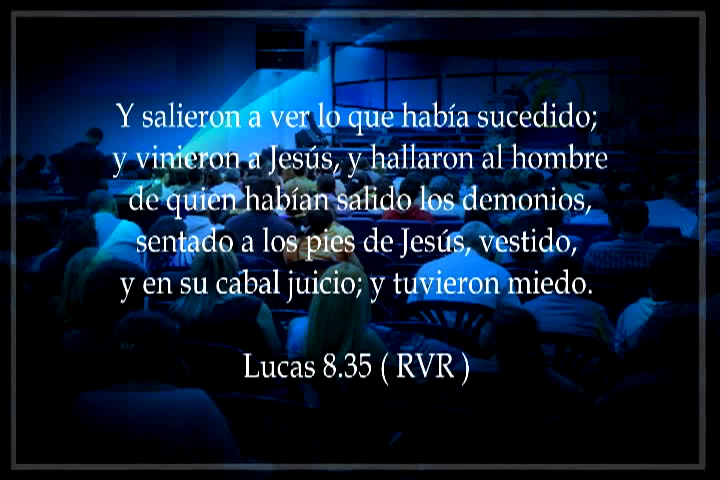 Y salieron a ver lo que había sucedido;
y vinieron a Jesús, y hallaron al hombre
de quien habían salido los demonios,
sentado a los pies de Jesús, vestido,
y en su cabal juicio; y tuvieron miedo.
Lucas 8.35 ( RVR )